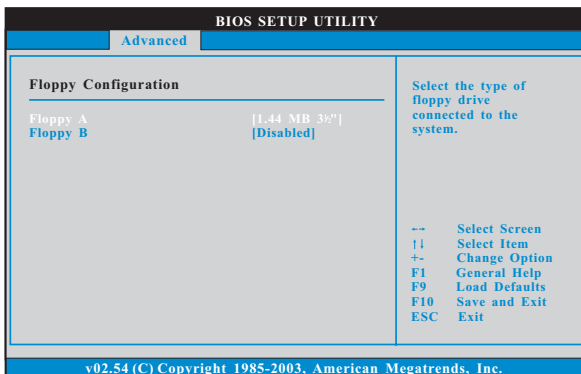 BIOS SETUP UTILITY
Advanced
Floppy Configuration
Floppy A [1.44 MB 3½"]
Floppy B [Disabled]
Select the type of
floppy drive
connected to the
system.
←→ Select Screen
↑↓ Select Item
+- Change Option
F1 General Help
F9 Load Defaults
F10 Save and Exit
ESC Exit
v02.54 (C) Copyright 1985-2003, American Megatrends, Inc.